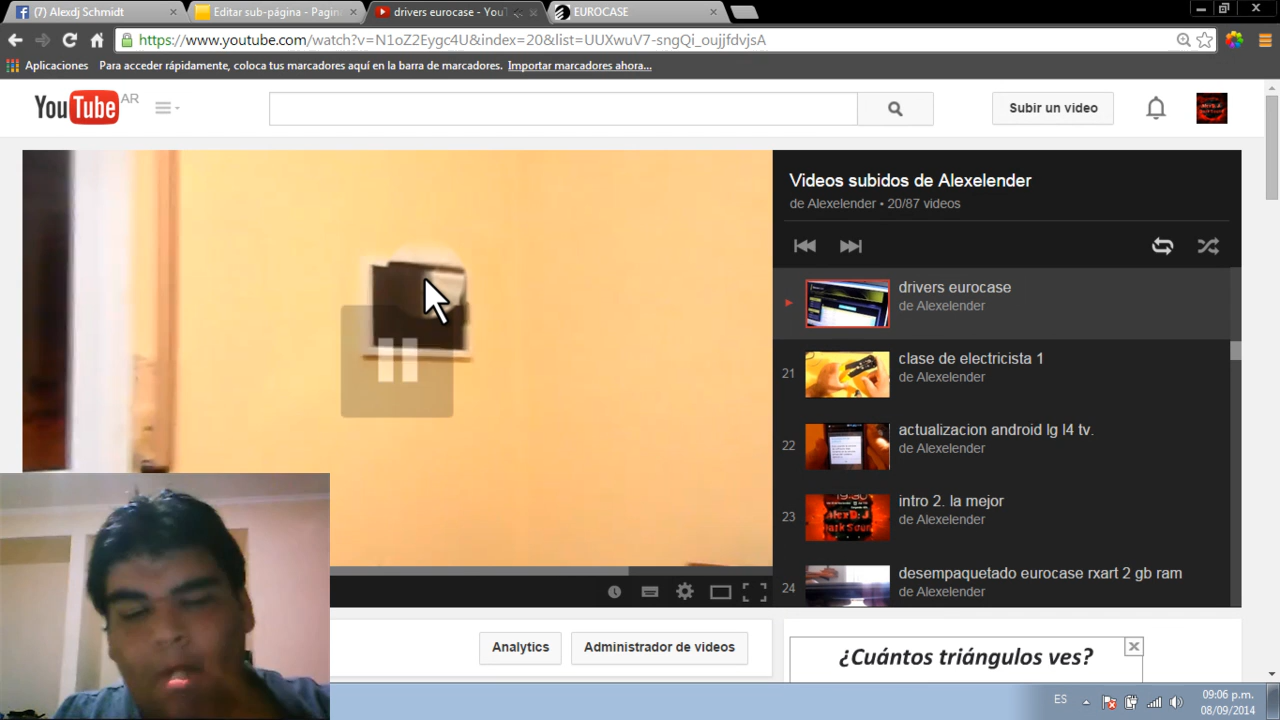 (7) Alexdj Schmidt
Editar sub-página - Pagin
drivers eurocase - You
EUROCASE
https://www.youtube.com/watch?v=N1oZ2Eygc4U&index=20&list=UUXwuV7-sngQi_oujjfdvjsA
Aplicaciones Para acceder rápidamente, coloca tus marcadores aquí en la barra de marcadores. Importar marcadores ahora...
YouTube AR
Subir un video
Videos subidos de Alexelender
de Alexelender • 20/87 videos
drivers eurocase
de Alexelender
21
clase de electricista 1
de Alexelender
22
actualizacion android lg l4 tv.
de Alexelender
23
intro 2. la mejor
de Alexelender
24
desempaquetado eurocase rxart 2 gb ram
de Alexelender
Analytics
Administrador de videos
¿Cuántos triángulos ves?
ES
09:06 p.m.
08/09/2014